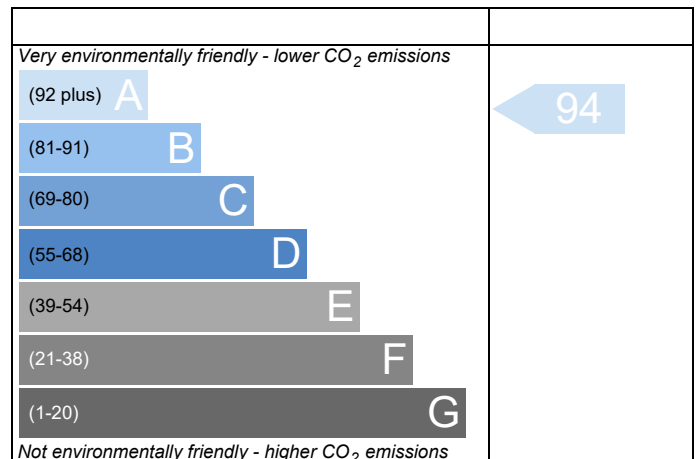 Very environmentally friendly - lower CO₂ emissions
(92 plus) A
94
(81-91) B
(69-80) C
(55-68) D
(39-54) E
(21-38) F
(1-20) G
Not environmentally friendly - higher CO₂ emissions